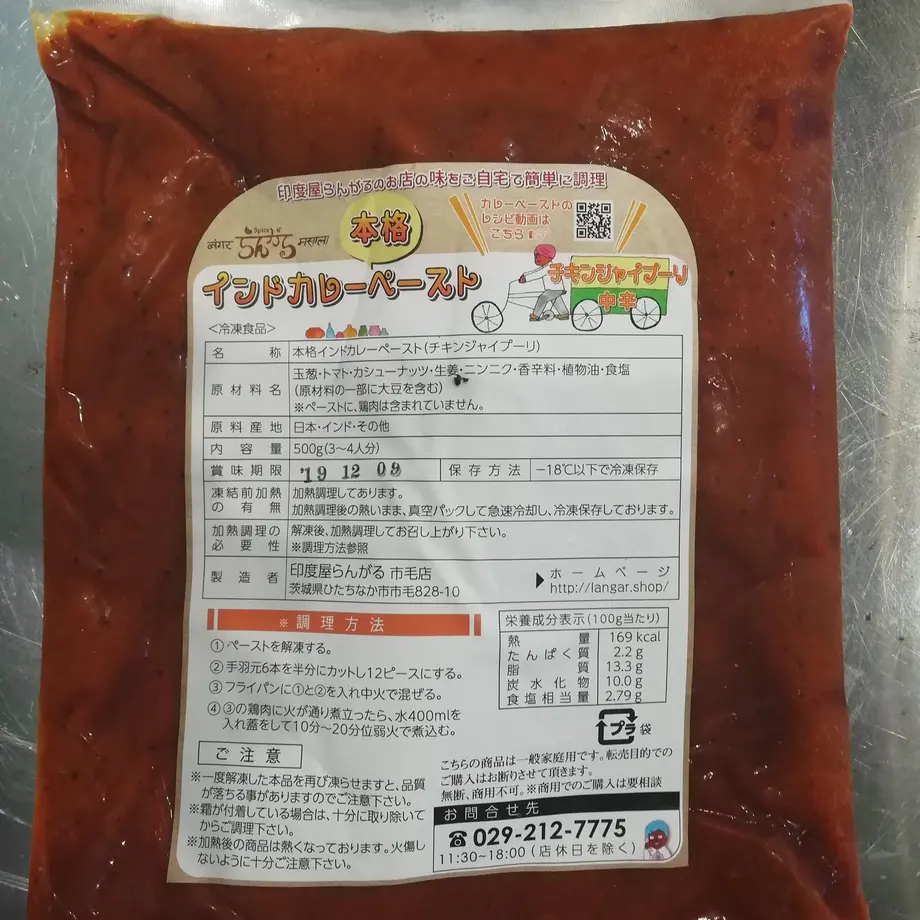 印度屋らんがるのお店の味をご自宅で簡単に調理
カレーペーストの
レシピ動画は
こちら
本格
インドカレーペースト
チキンジャイプーリ
中辛
<冷凍食品>
名称 本格インドカレーペースト(チキンジャイプーリ)
原材料名 玉葱・トマト・カシューナッツ・生姜・ニンニク・香辛料・植物油・食塩
(原材料の一部に大豆を含む)
※ペーストに、鶏肉は含まれていません。
原料産地 日本・インド・その他
内容量 500g(3〜4人分)
賞味期限 '19 12 09 保存方法 −18℃以下で冷凍保存
凍結前加熱の有無 加熱調理してあります。
加熱調理後の熱いまま、真空パックして急速冷却し、冷凍保存しております。
加熱調理の必要性 解凍後、加熱調理してお召し上がり下さい。
※調理方法参照
製造者 印度屋らんがる 市毛店
茨城県ひたちなか市市毛828-10
▶ホームページ
http://langar.shop/
※調理方法
①ペーストを解凍する。
②手羽元6本を半分にカットし12ピースにする。
③フライパンに①と②を入れ中火で混ぜる。
④③の鶏肉に火が通り煮立ったら、水400mlを
入れ蓋をして10分〜20分位弱火で煮込む。
栄養成分表示(100g当たり)
熱量 169 kcal
たんぱく質 2.2 g
脂質 13.3 g
炭水化物 10.0 g
食塩相当量 2.79 g
プラ 袋
ご注意
※一度解凍した本品を再び凍らせますと、品質
が落ちる事がありますのでご注意下さい。
※霜が付着している場合は、十分に取り除いて
からご調理下さい。
※加熱後の商品は熱くなっております。火傷し
ないように十分ご注意下さい。
こちらの商品は一般家庭用です。転売目的での
ご購入はお断りさせて頂きます。
無断、商用不可。※商用でのご購入は要相談
お問合せ先
☎029-212-7775
11:30~18:00(店休日を除く)